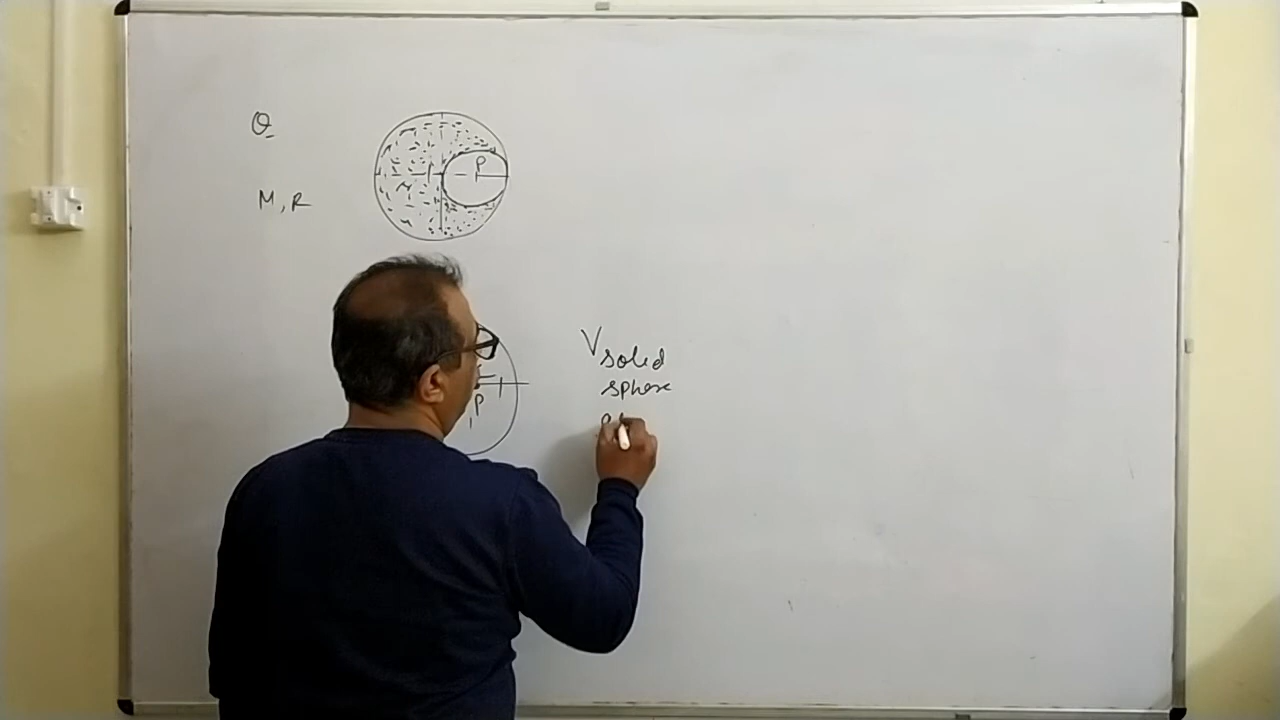 Q
P
M, R
P
V solid
sphere